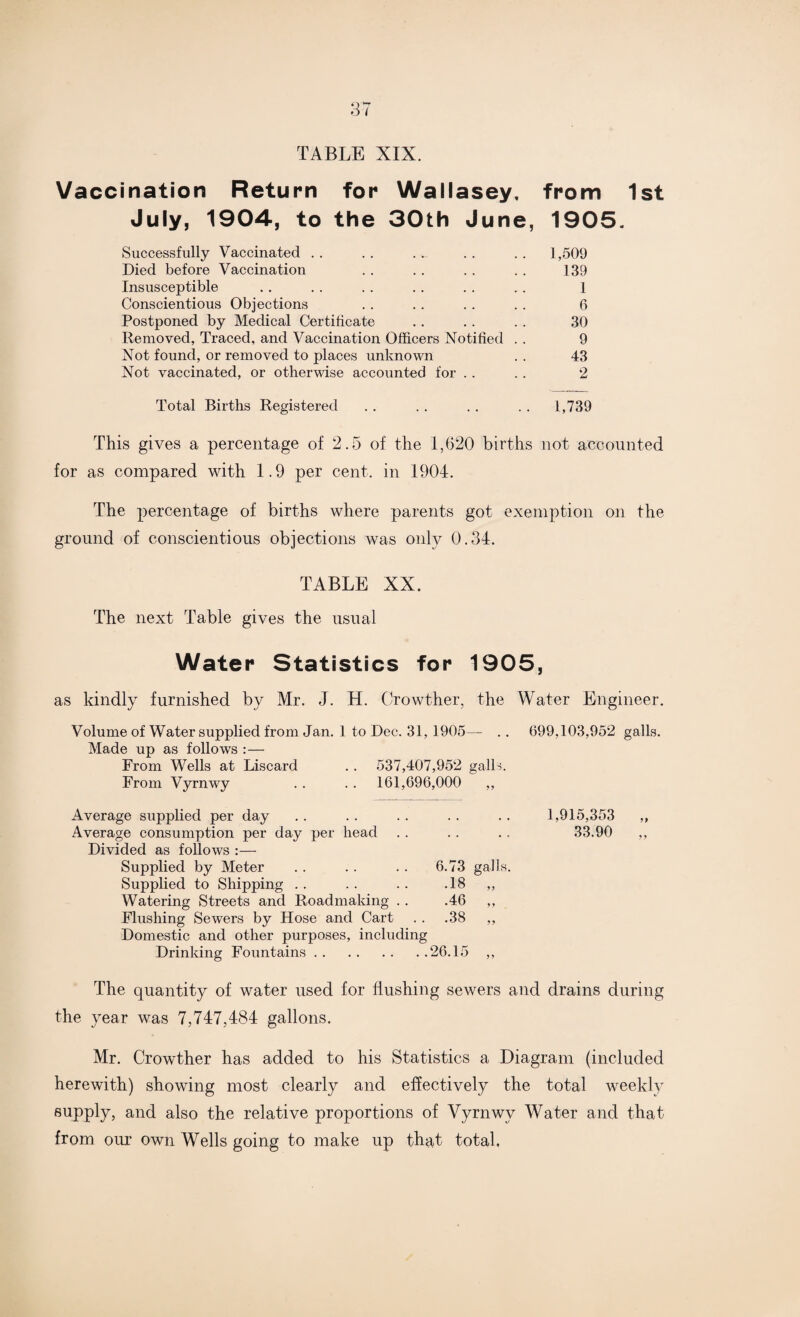 37
TABLE XIX.
Vaccination Return for Wallasey, from 1st
July, 1904, to the 30th June, 1905.
Successfully Vaccinated . . . . . . . . . . 1,509
Died before Vaccination . . . . . . . . 139
Insusceptible . . . . . . . . . . . . 1
Conscientious Objections . . . . . . . . 6
Postponed by Medical Certificate . . . . . . 30
Removed, Traced, and Vaccination Officers Notified . . 9
Not found, or removed to places unknown . . 43
Not vaccinated, or otherwise accounted for . . . . 2
Total Births Registered . . . . . . . . 1,739
This gives a percentage of 2.5 of the 1,620 births not accounted
for as compared with 1.9 per cent. in 1904.
The percentage of births where parents got exemption on the
ground of conscientious objections was only 0.34.
TABLE XX.
The next Table gives the usual
Water Statistics for 1905,
as kindly furnished by Mr. J. H. Crowther, the Water Engineer.
Volume of Water supplied from Jan. 1 to Dec. 31, 1905— . . 699,103,952 galls.
Made up as follows :—
From Wells at Liscard . . 537,407,952 galls.
From Vyrnwy . . . . 161,696,000 ,,
Average supplied per day . . . . . . . . . . 1,915,353 ,,
Average consumption per day per head . . . . . . 33.90 ,,
Divided as follows :—
Supplied by Meter . . . . . . 6.73 galls.
Supplied to Shipping . . . . . . .18 ,,
Watering Streets and Roadmaking . . .46 ,,
Flushing Sewers by Hose and Cart . . .38 ,,
Domestic and other purposes, including
Drinking Fountains . . . . . . . .26.15 ,,
The quantity of water used for flushing sewers and drains during
the year was 7,747,484 gallons.
Mr. Crowther has added to his Statistics a Diagram (included
herewith) showing most clearly and effectively the total weekly
supply, and also the relative proportions of Vyrnwy Water and that
from our own Wells going to make up that total.